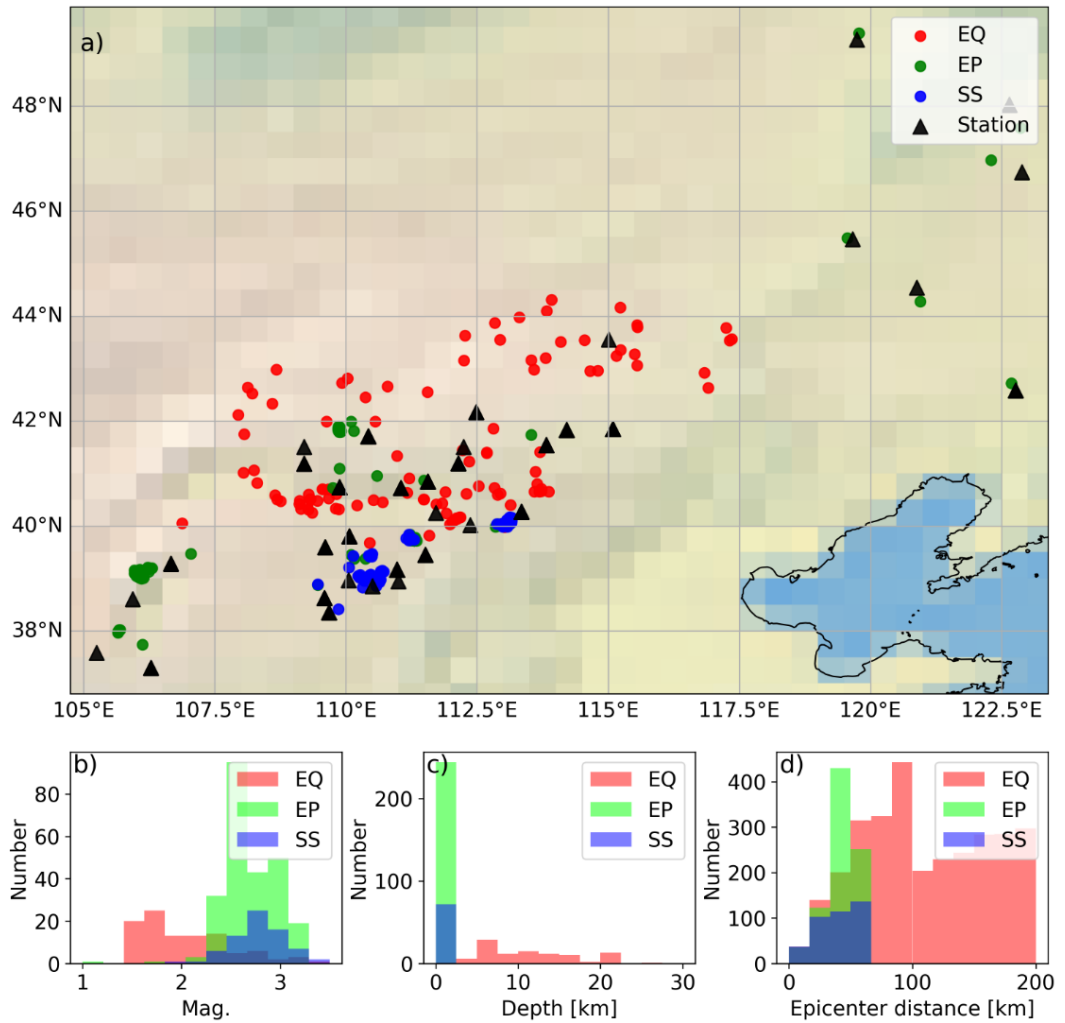 a)
EQ
EP
SS
Station
48°N
46°N
44°N
42°N
40°N
38°N
105°E 107.5°E 110°E 112.5°E 115°E 117.5°E 120°E 122.5°E
b)
EQ
EP
SS
Number
80
60
40
20
0
1 2 3
Mag.
c)
EQ
EP
SS
Number
200
100
0
0 10 20 30
Depth [km]
d)
EQ
EP
SS
Number
400
300
200
100
0
0 100 200
Epicenter distance [km]